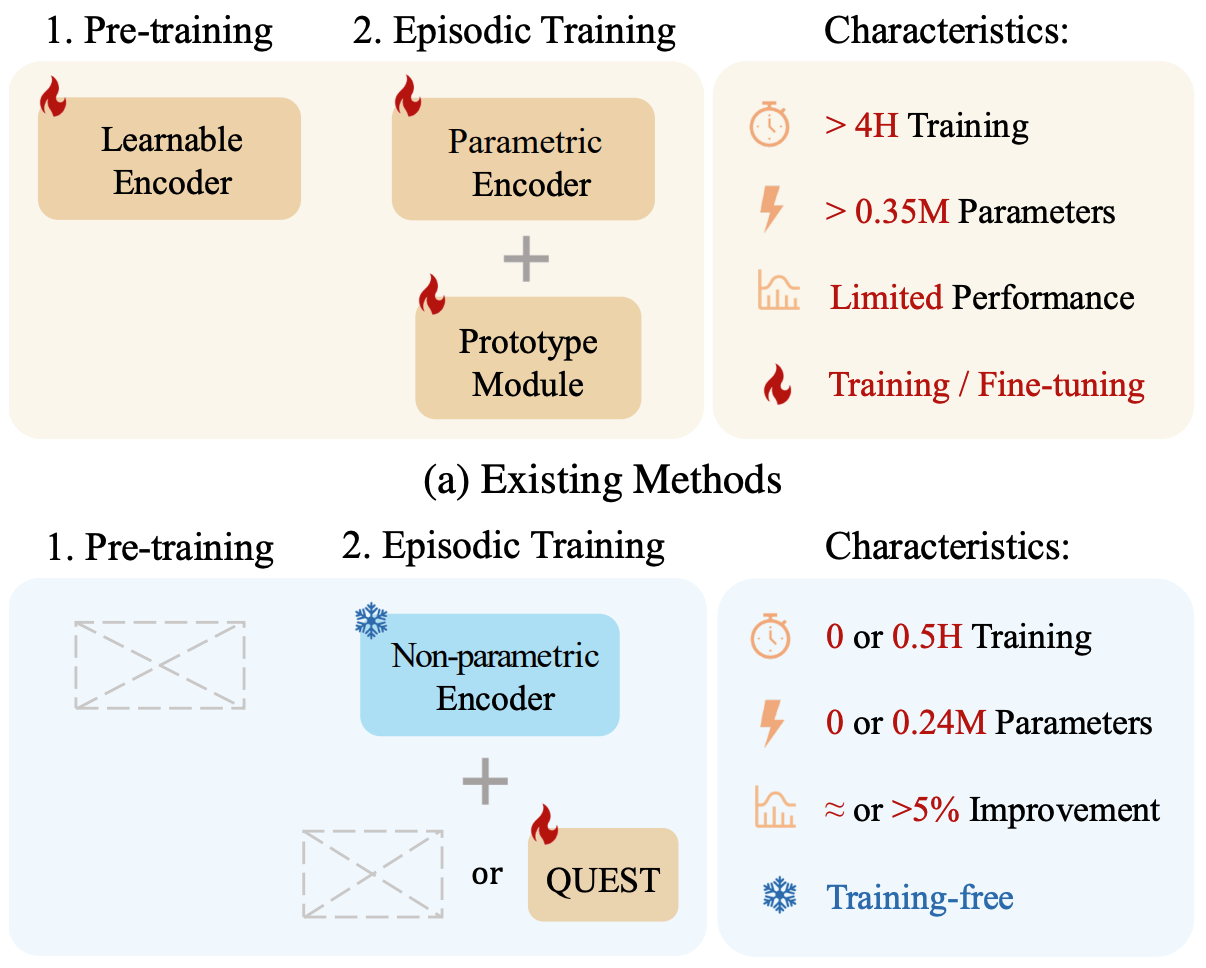 1. Pre-training
2. Episodic Training
Characteristics:
Learnable
Encoder
Parametric
Encoder
Prototype
Module
> 4H Training
> 0.35M Parameters
Limited Performance
Training / Fine-tuning
(a) Existing Methods
1. Pre-training
2. Episodic Training
Characteristics:
Non-parametric
Encoder
or
QUEST
0 or 0.5H Training
0 or 0.24M Parameters
≈ or >5% Improvement
Training-free